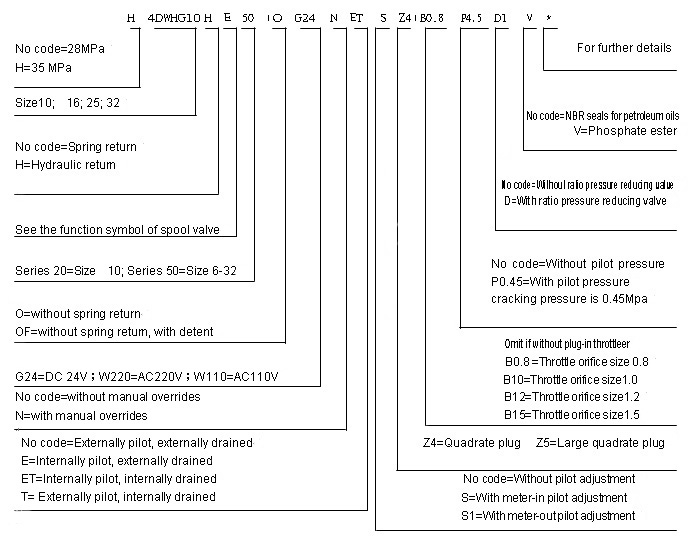 H 4DWHG10 H E 50 O G24 N ET S Z4 B0.8 P4.5 D1 V *
No code=28MPa
H=35 MPa
Size10; 16; 25; 32
No code=Spring return
H=Hydraulic return
See the function symbol of spool valve
Series 20=Size 10; Series 50=Size 6-32
O=without spring return
OF=without spring return, with detent
G24=DC 24V；W220=AC220V；W110=AC110V
No code=without manual overrides
N=with manual overrides
No code=Externally pilot, externally drained
E=Internally pilot, externally drained
ET=Internally pilot, internally drained
T= Externally pilot, internally drained
For further details
No code=NBR seals for petroleum oils
V=Phosphate ester
No code=Without ratio pressure reducing value
D=With ratio pressure reducing valve
No code=Without pilot pressure
P0.45=With pilot pressure
cracking pressure is 0.45Mpa
Omit if without plug-in throttleer
B0.8=Throttle orifice size 0.8
B10=Throttle orifice size1.0
B12=Throttle orifice size1.2
B15=Throttle orifice size1.5
Z4=Quadrate plug Z5=Large quadrate plug
No code=Without pilot adjustment
S=With meter-in pilot adjustment
S1=With meter-out pilot adjustment